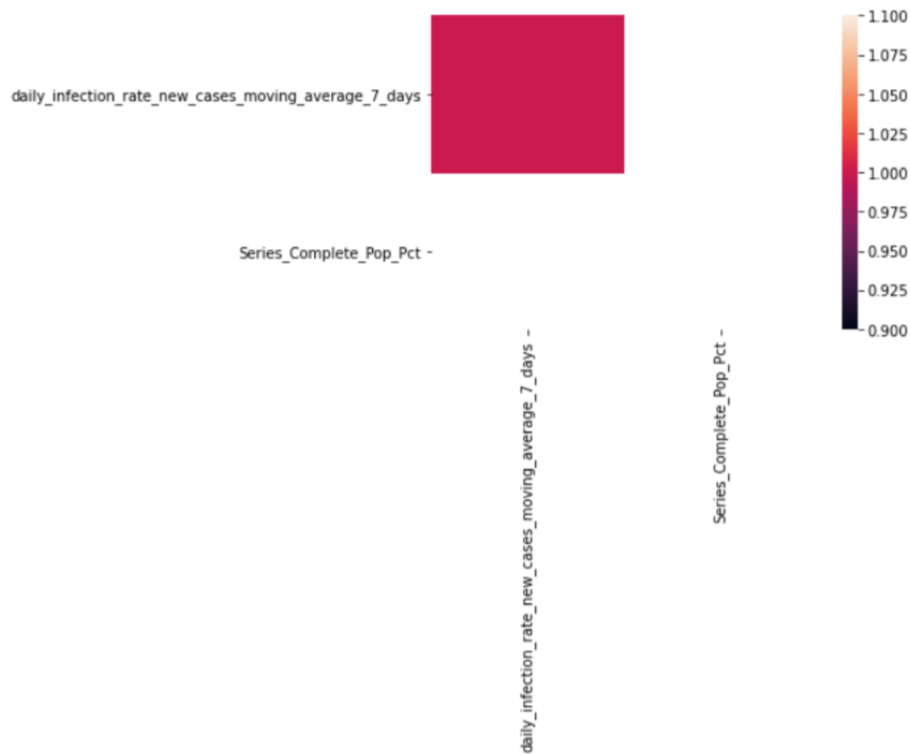 daily_infection_rate_new_cases_moving_average_7_days
Series_Complete_Pop_Pct
daily_infection_rate_new_cases_moving_average_7_days
Series_Complete_Pop_Pct
1.100
1.075
1.050
1.025
1.000
0.975
0.950
0.925
0.900